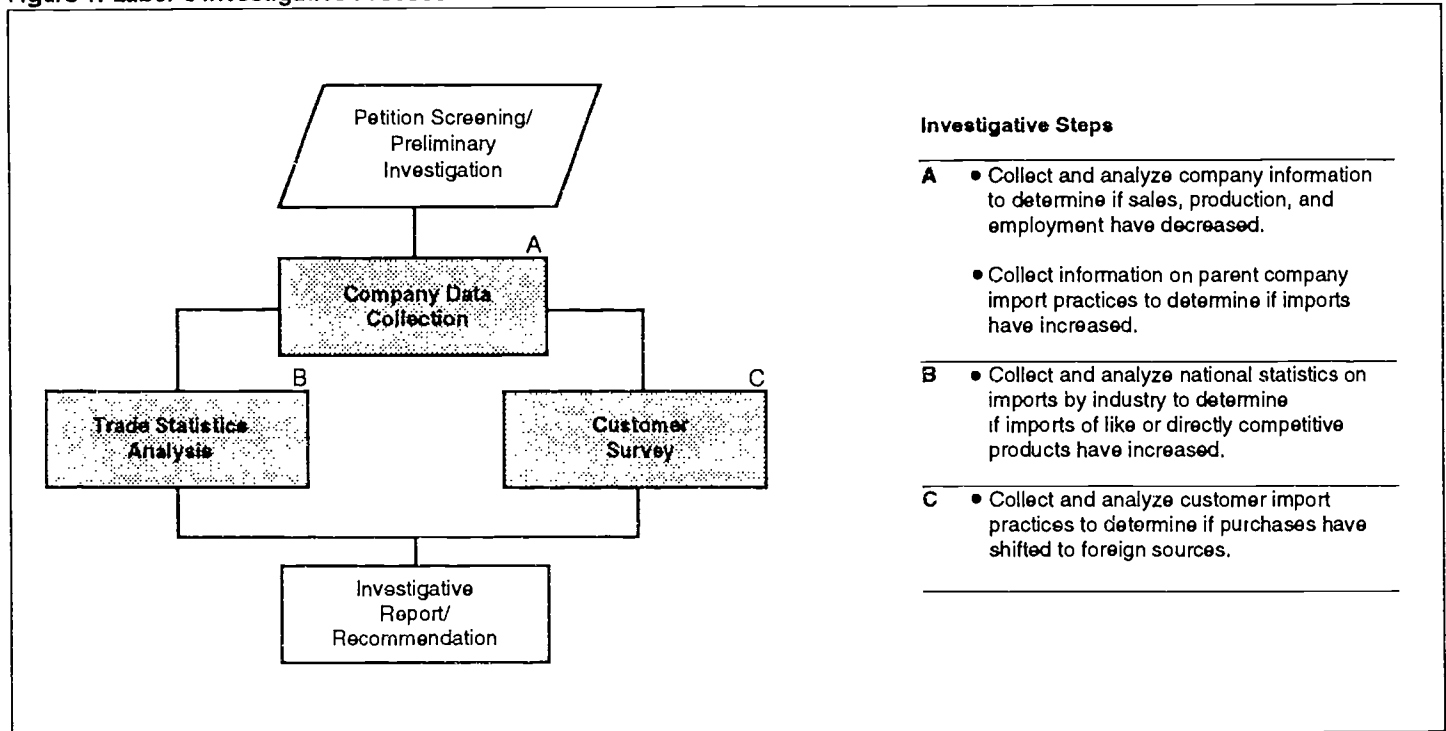 Petition Screening/
Preliminary
Investigation
A
Company Data
Collection
B
Trade Statistics
Analysis
C
Customer
Survey
Investigative
Report/
Recommendation
Investigative Steps
A • Collect and analyze company information
to determine if sales, production, and
employment have decreased.
• Collect information on parent company
import practices to determine if imports
have increased.
B • Collect and analyze national statistics on
imports by industry to determine
if imports of like or directly competitive
products have increased.
C • Collect and analyze customer import
practices to determine if purchases have
shifted to foreign sources.